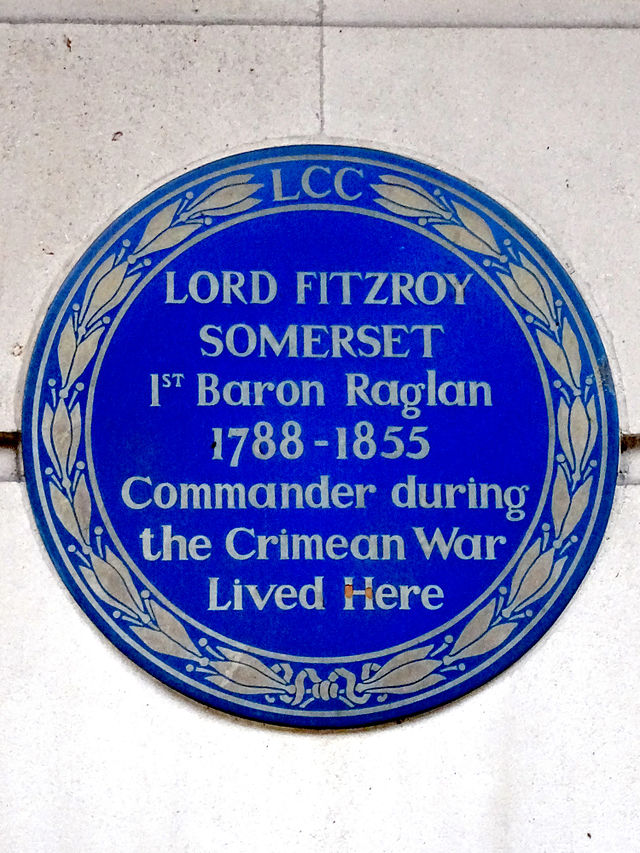 LCC
LORD FITZROY
SOMERSET
1ST Baron Raglan
1788-1855
Commander during
the Crimean War
Lived Here